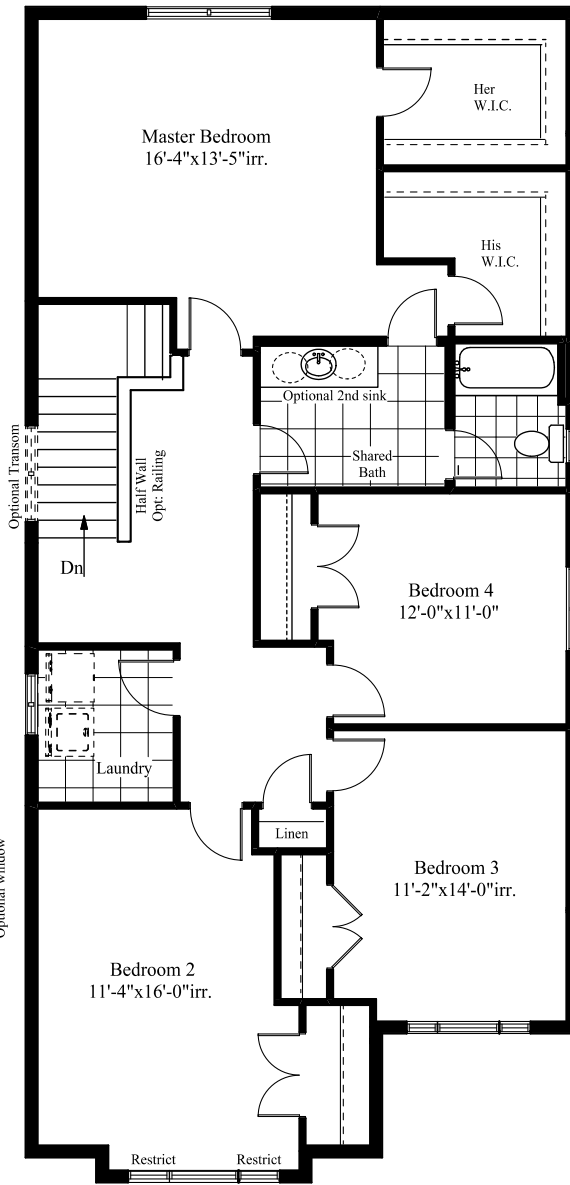 Her
W.I.C.
Master Bedroom
16'-4"x13'-5"irr.
His
W.I.C.
Optional 2nd sink
Optional Transom
Half Wall
Opt: Railing
Shared
Bath
Dn
Bedroom 4
12'-0"x11'-0"
Laundry
Linen
Optional window
Bedroom 3
11'-2"x14'-0"irr.
Bedroom 2
11'-4"x16'-0"irr.
Restrict
Restrict